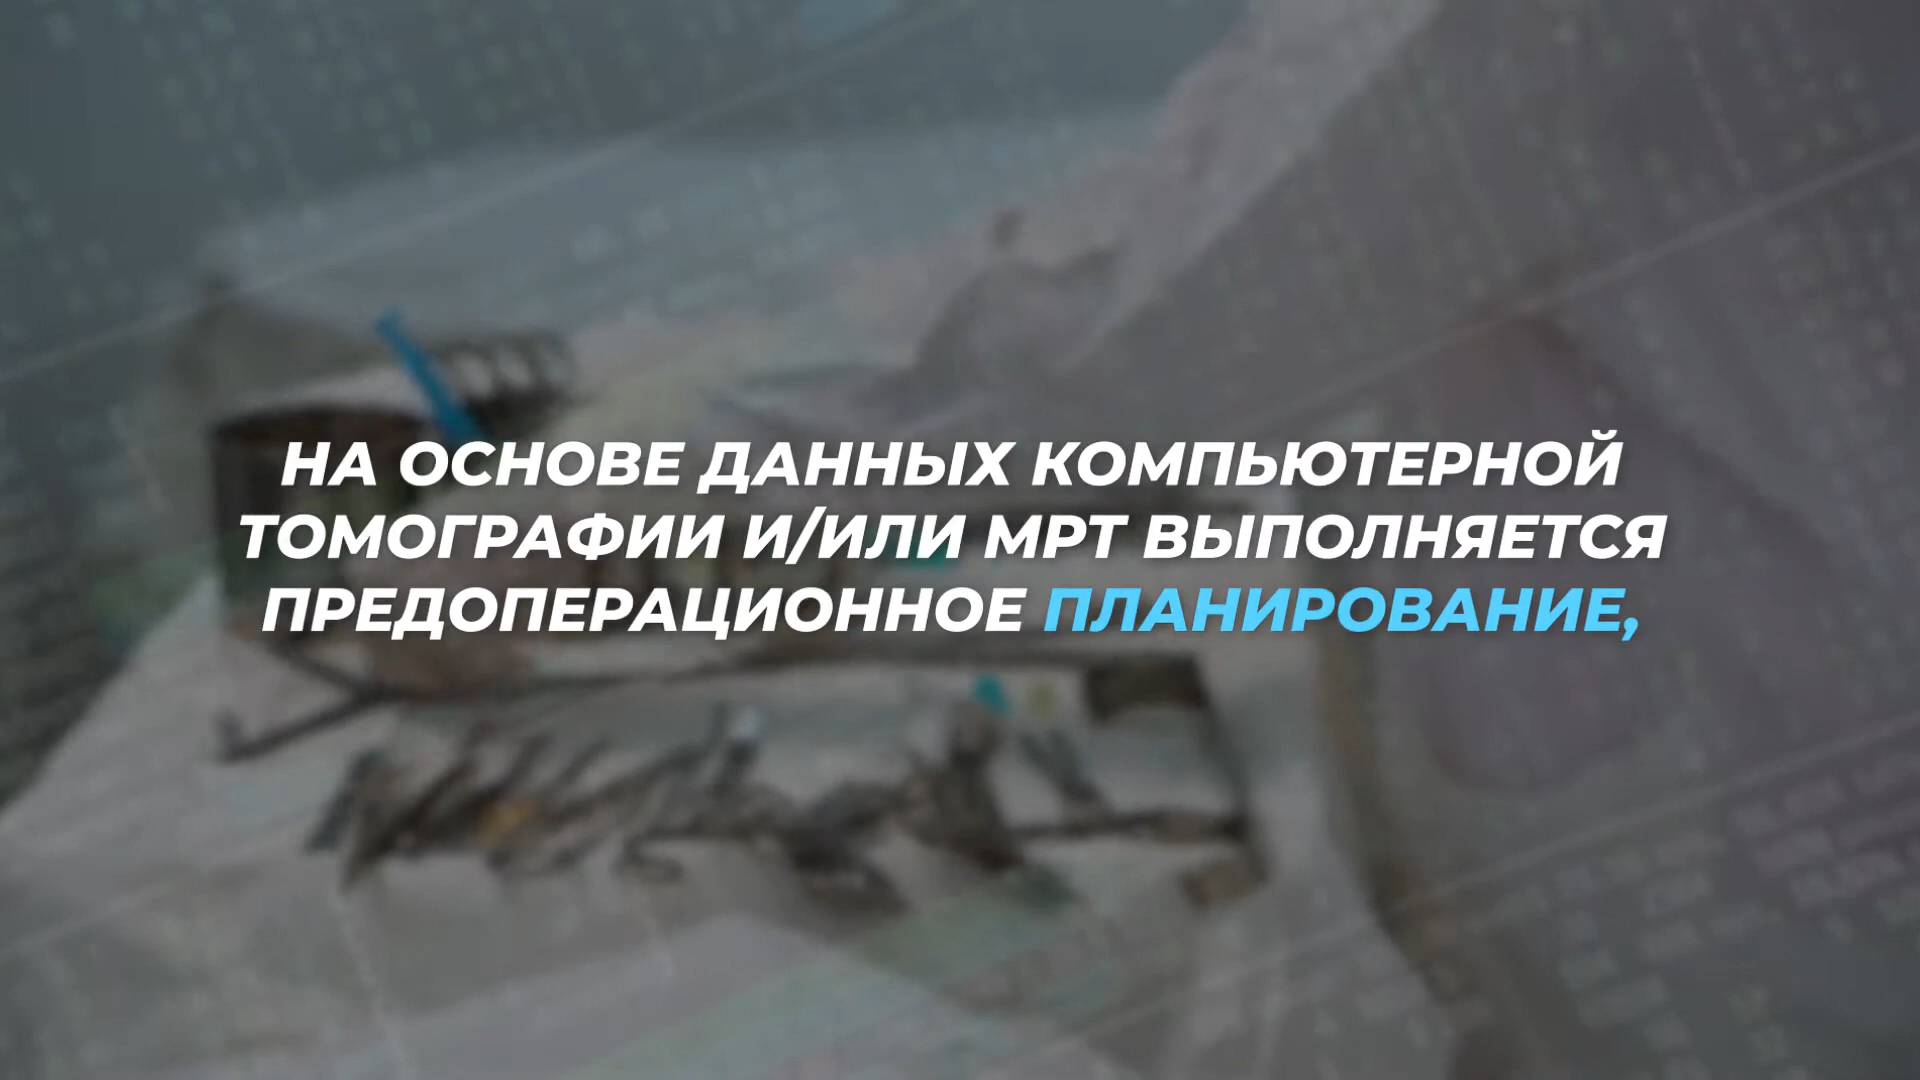 НА ОСНОВЕ ДАННЫХ КОМПЬЮТЕРНОЙ
ТОМОГРАФИИ И/ИЛИ МРТ ВЫПОЛНЯЕТСЯ
ПРЕДОПЕРАЦИОННОЕ ПЛАНИРОВАНИЕ,